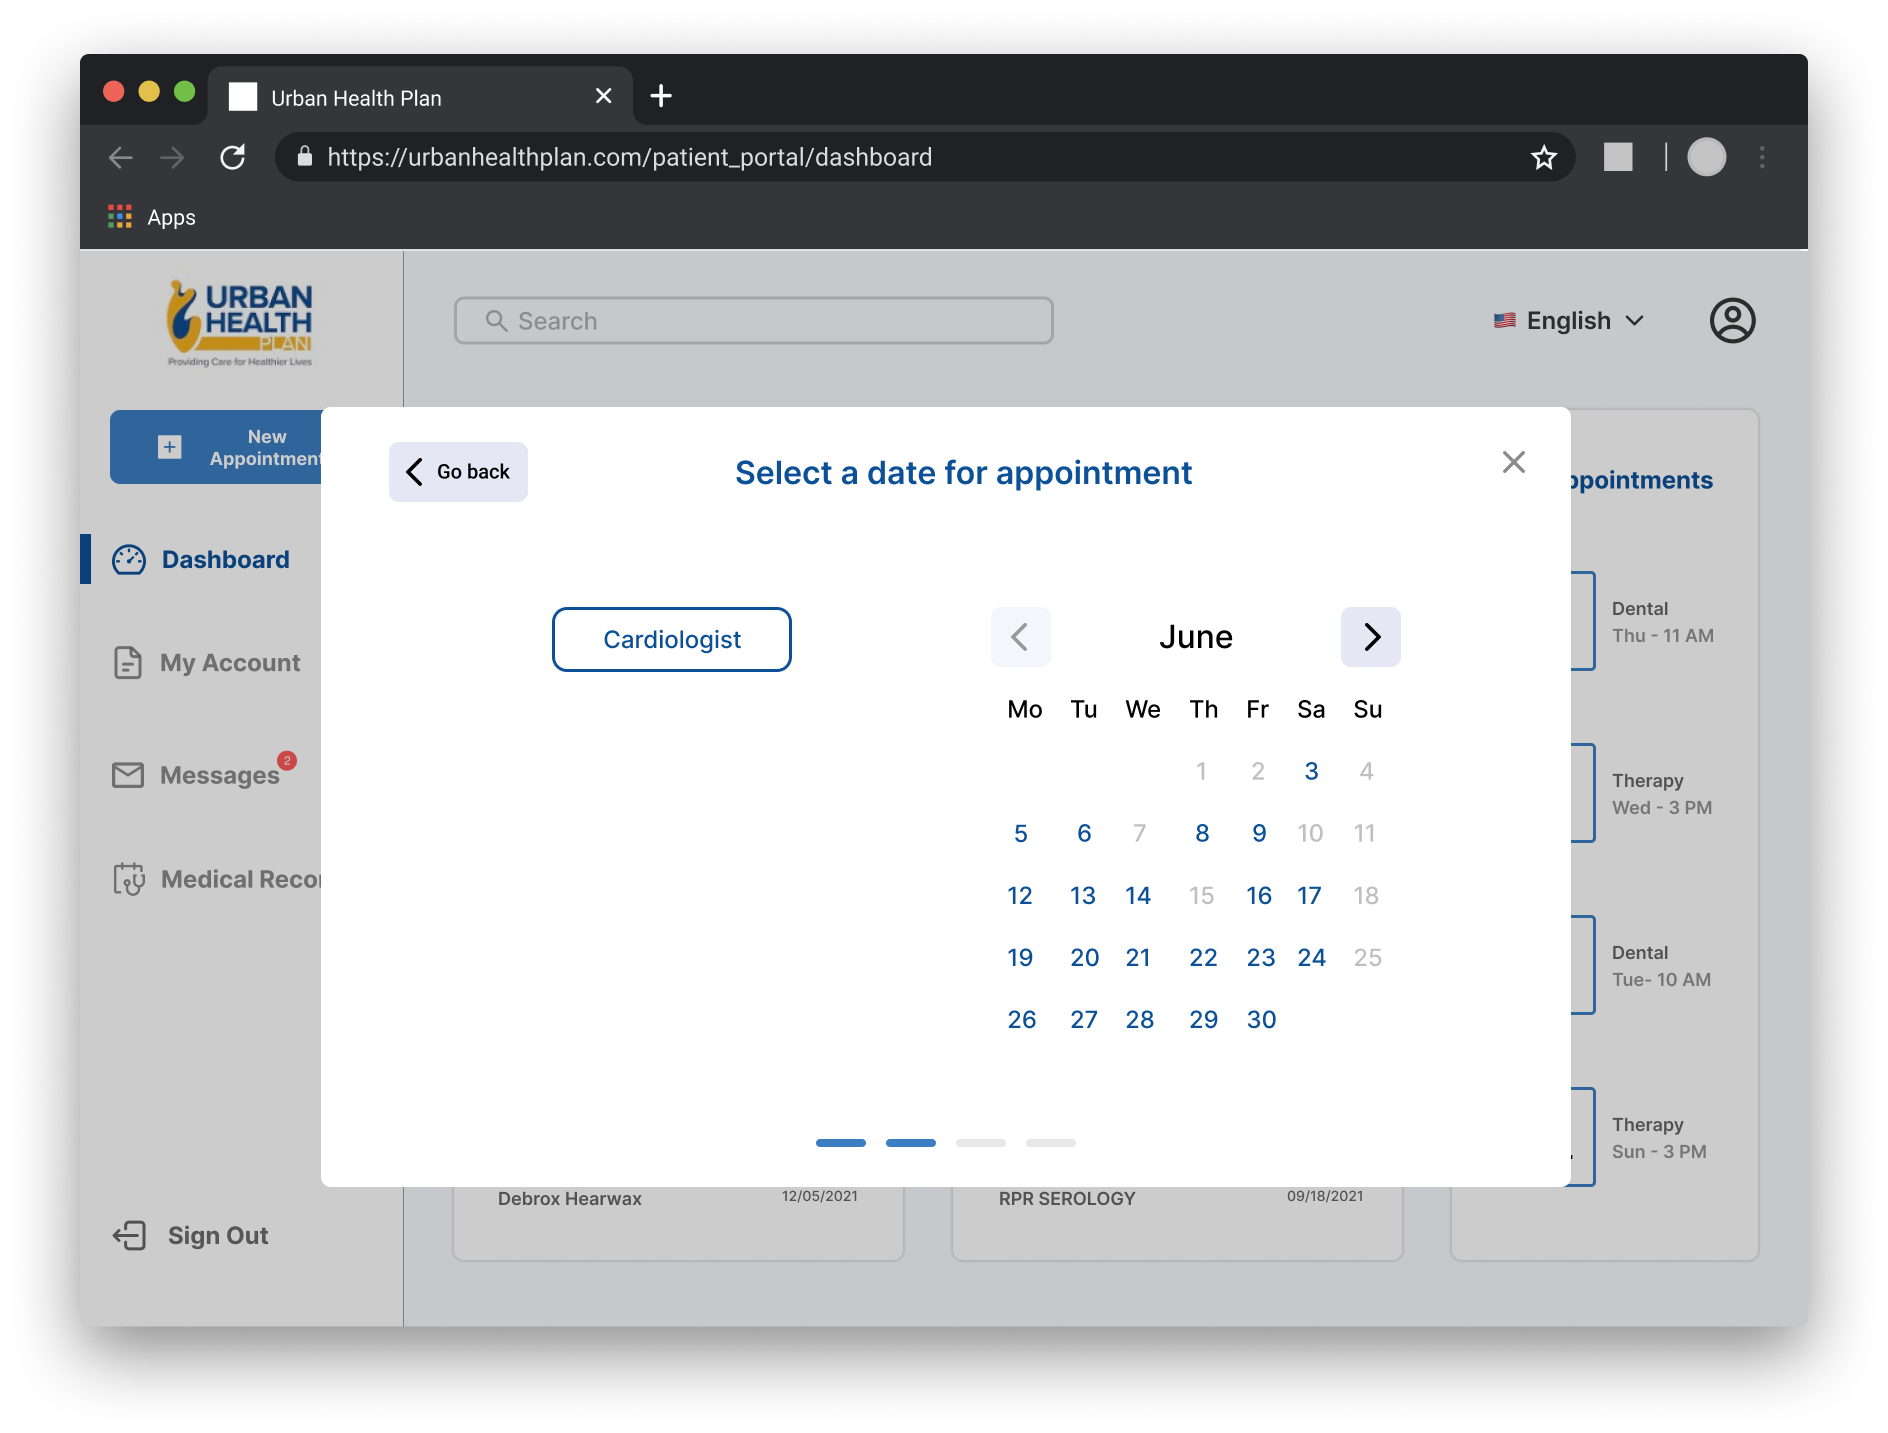 Urban Health Plan
https://urbanhealthplan.com/patient_portal/dashboard
Apps
URBAN
HEALTH
PLAN
Providing Care for Healthier Lives
Search
English
New
Appointment
Dashboard
My Account
Messages
2
Medical Recor
Sign Out
Go back
Select a date for appointment
Cardiologist
June
Mo Tu We Th Fr Sa Su
1 2 3 4
5 6 7 8 9 10 11
12 13 14 15 16 17 18
19 20 21 22 23 24 25
26 27 28 29 30
ppointments
Dental
Thu - 11 AM
Therapy
Wed - 3 PM
Dental
Tue- 10 AM
Therapy
Sun - 3 PM
Debrox Hearwax 12/05/2021
RPR SEROLOGY 09/18/2021